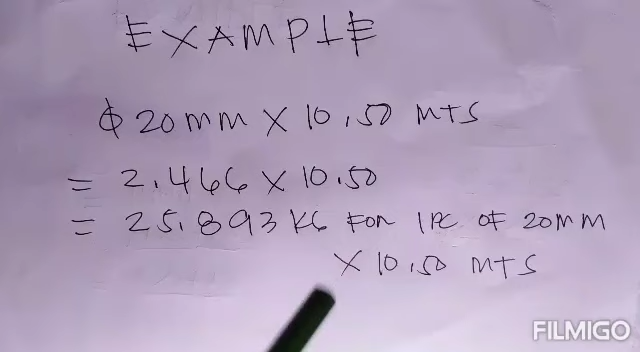 EXAMPLE
φ 20mm X 10.50 MTS
= 2.466 X 10.50
= 25.893 KG FOR 1PC OF 20MM
X 10.50 MTS
FILMIGO